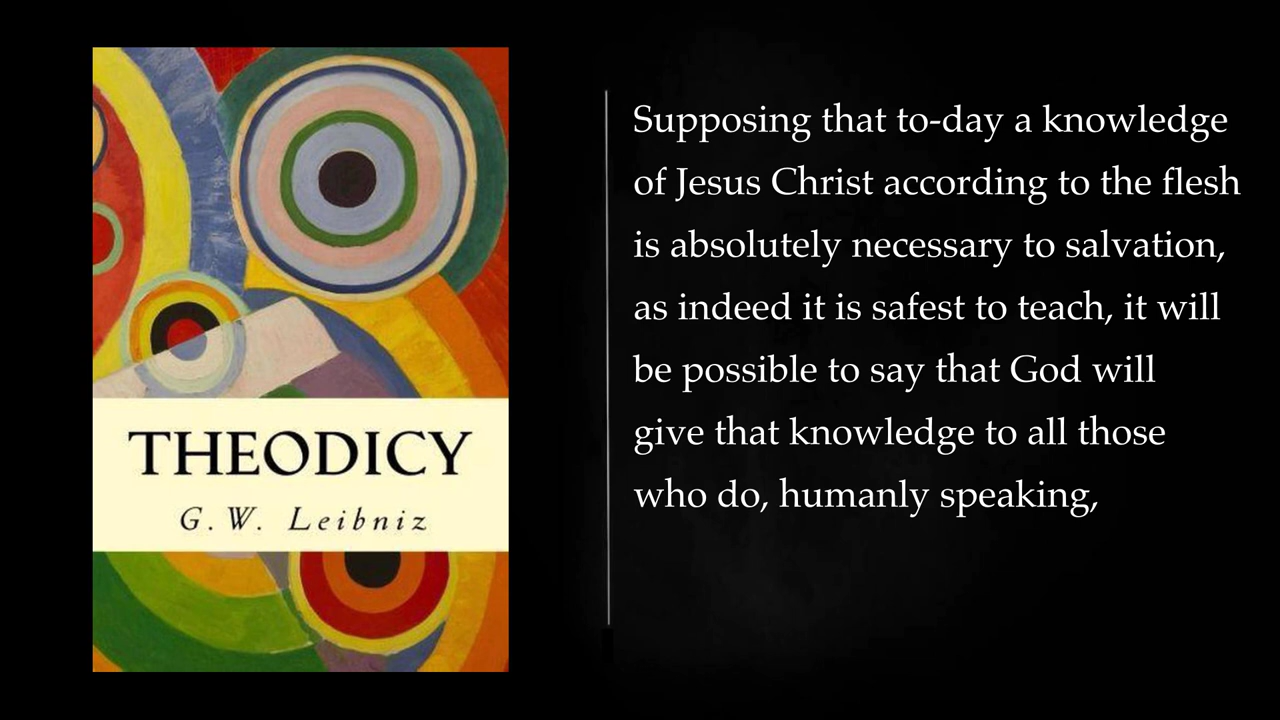 THEODICY
G. W. Leibniz
Supposing that to-day a knowledge
of Jesus Christ according to the flesh
is absolutely necessary to salvation,
as indeed it is safest to teach, it will
be possible to say that God will
give that knowledge to all those
who do, humanly speaking,